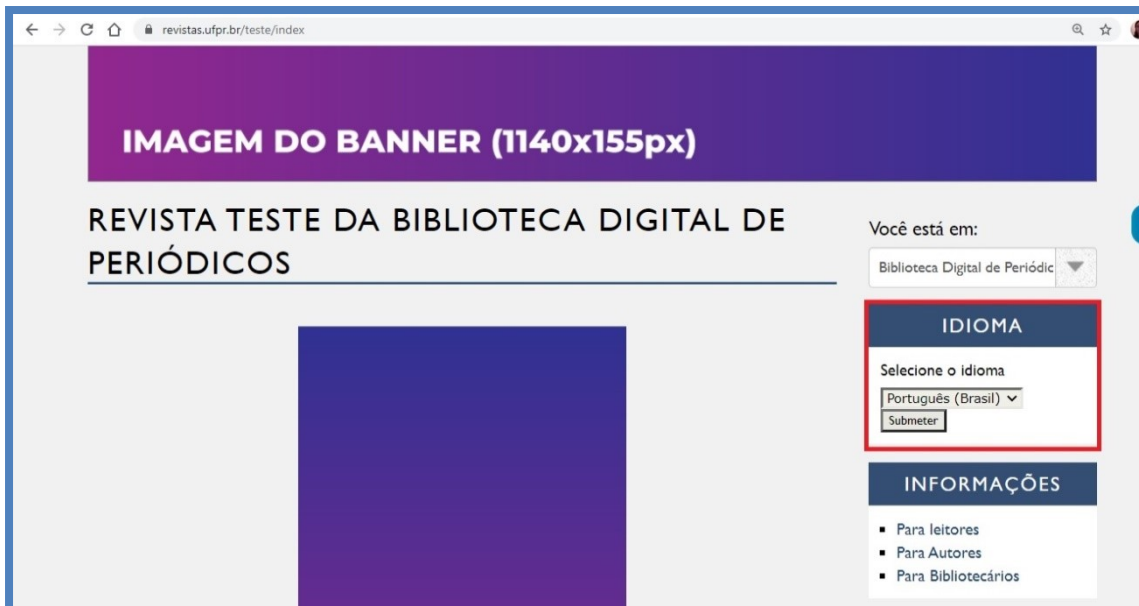 revistas.ufpr.br/teste/index
IMAGEM DO BANNER (1140x155px)
REVISTA TESTE DA BIBLIOTECA DIGITAL DE
PERIÓDICOS
Você está em:
Biblioteca Digital de Periódic
IDIOMA
Selecione o idioma
Português (Brasil)
Submeter
INFORMAÇÕES
Para leitores
Para Autores
Para Bibliotecários